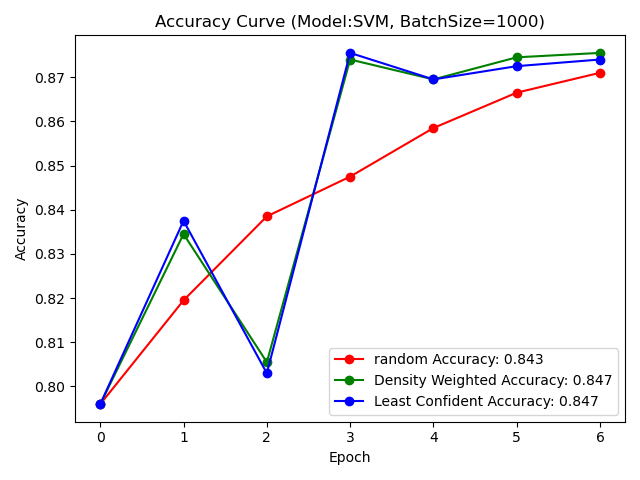 Accuracy Curve (Model:SVM, BatchSize=1000)
Accuracy
0.87
0.86
0.85
0.84
0.83
0.82
0.81
0.80
random Accuracy: 0.843
Density Weighted Accuracy: 0.847
Least Confident Accuracy: 0.847
0 1 2 3 4 5 6
Epoch